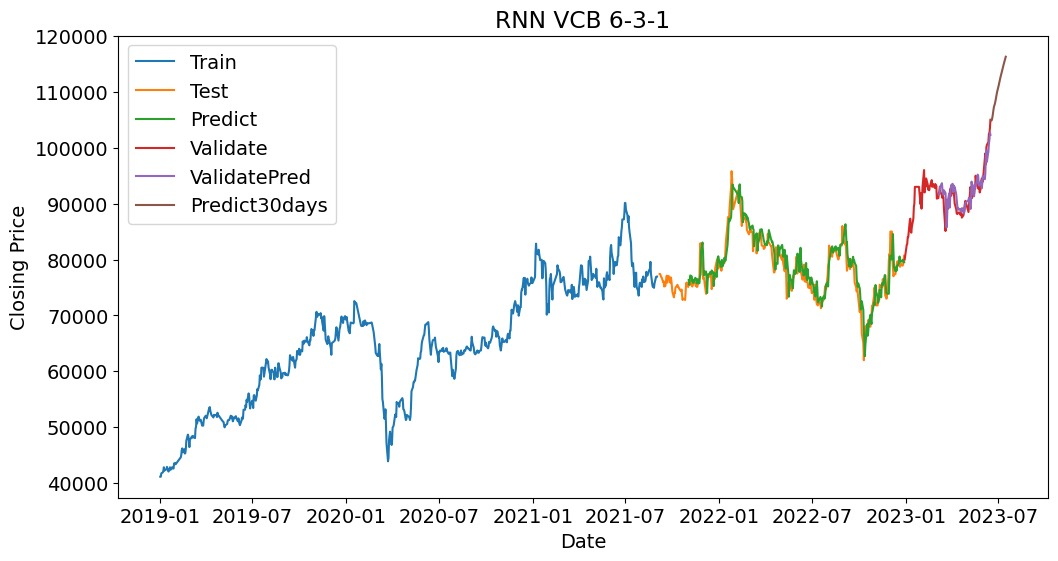 RNN VCB 6-3-1
120000
110000
100000
90000
80000
70000
60000
50000
40000
Closing Price
Train
Test
Predict
Validate
ValidatePred
Predict30days
2019-01 2019-07 2020-01 2020-07 2021-01 2021-07 2022-01 2022-07 2023-01 2023-07
Date